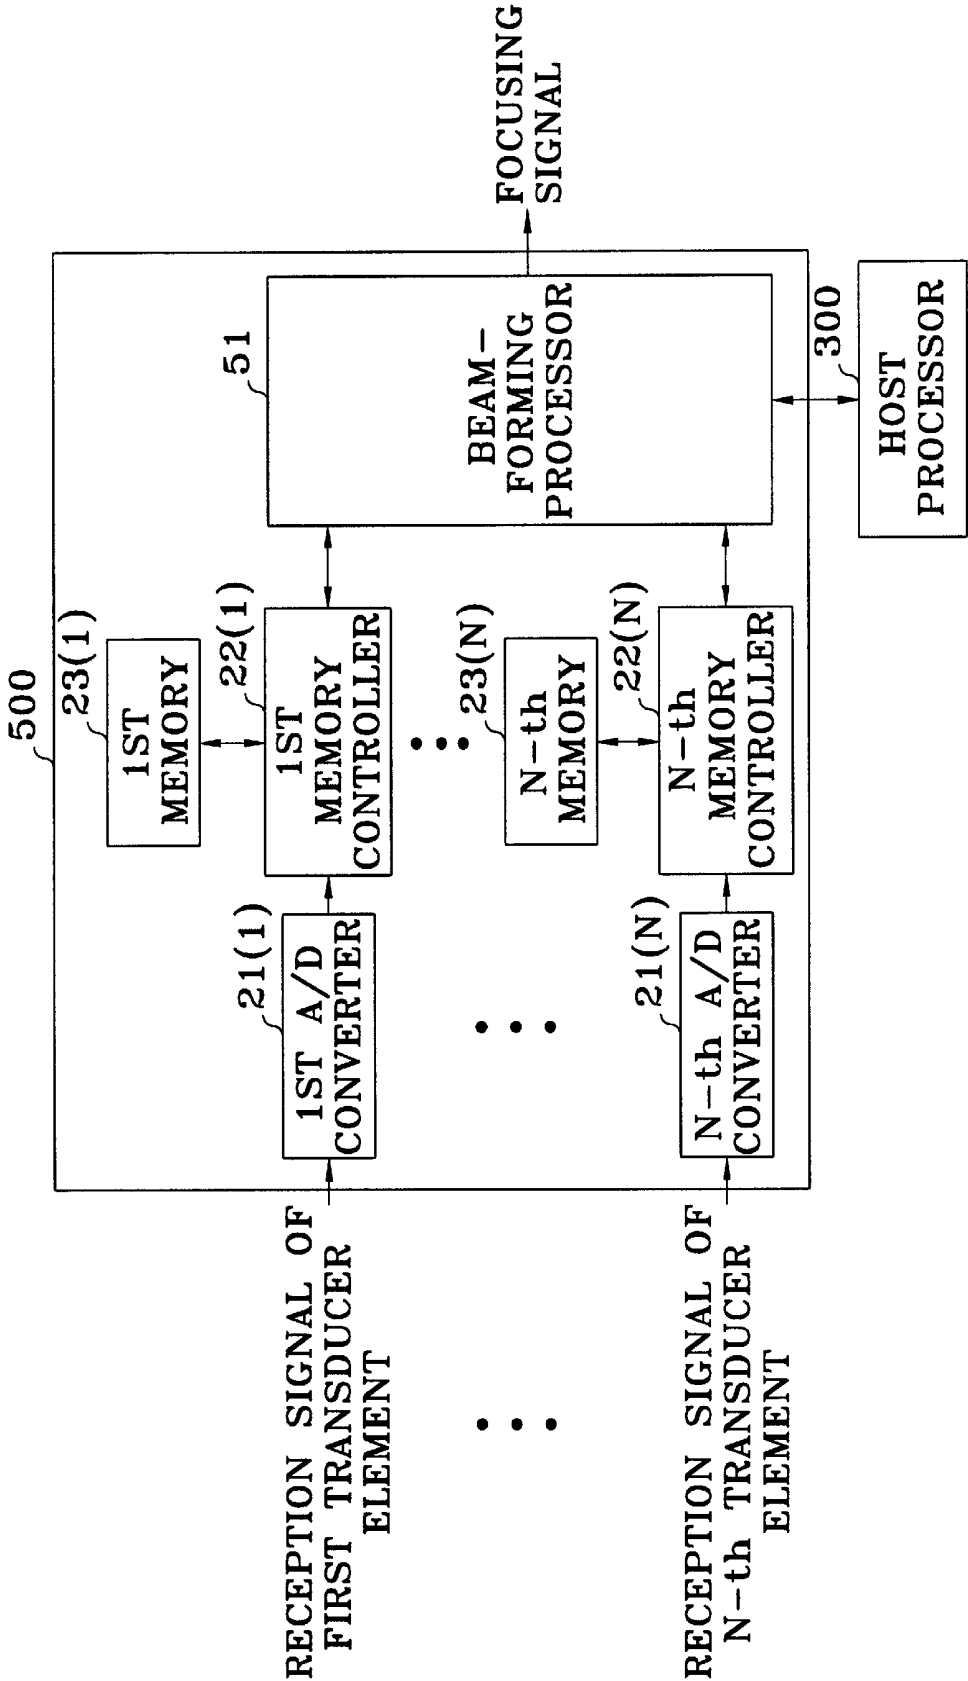 500
23(1)
1ST
MEMORY
22(1)
1ST
MEMORY
CONTROLLER
21(1)
1ST A/D
CONVERTER
RECEPTION SIGNAL OF
FIRST TRANSDUCER
ELEMENT
51
BEAM-
FORMING
PROCESSOR
FOCUSING
SIGNAL
23(N)
N-th
MEMORY
22(N)
N-th
MEMORY
CONTROLLER
21(N)
N-th A/D
CONVERTER
RECEPTION SIGNAL OF
N-th TRANSDUCER
ELEMENT
300
HOST
PROCESSOR